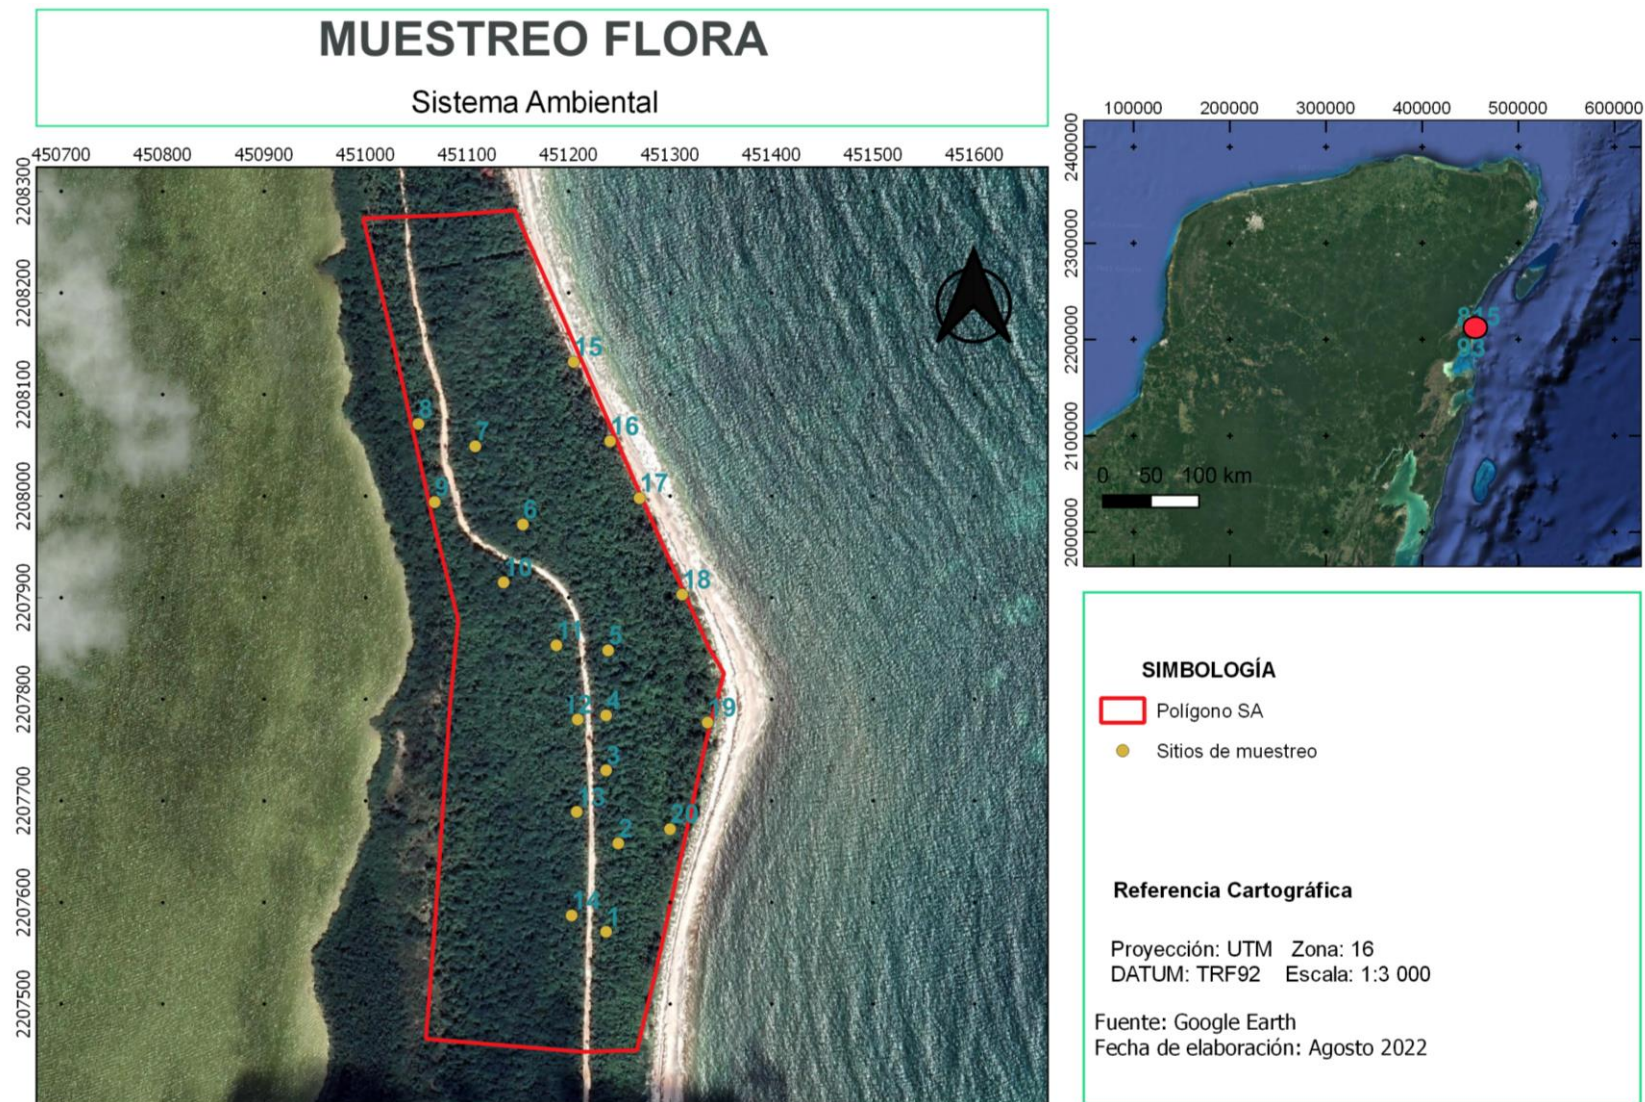 MUESTREO FLORA
Sistema Ambiental
450700 450800 450900 451000 451100 451200 451300 451400 451500 451600
2208300
2208200
2208100
2208000
2207900
2207800
2207700
2207600
2207500
15
8
7
16
9
17
6
10
18
11
5
12
4
19
3
13
20
2
14
1
100000 200000 300000 400000 500000 600000
2400000
2300000
2200000
2100000
2000000
93
0 50 100 km
SIMBOLOGÍA
Polígono SA
Sitios de muestreo
Referencia Cartográfica
Proyección: UTM Zona: 16
DATUM: TRF92 Escala: 1:3 000
Fuente: Google Earth
Fecha de elaboración: Agosto 2022